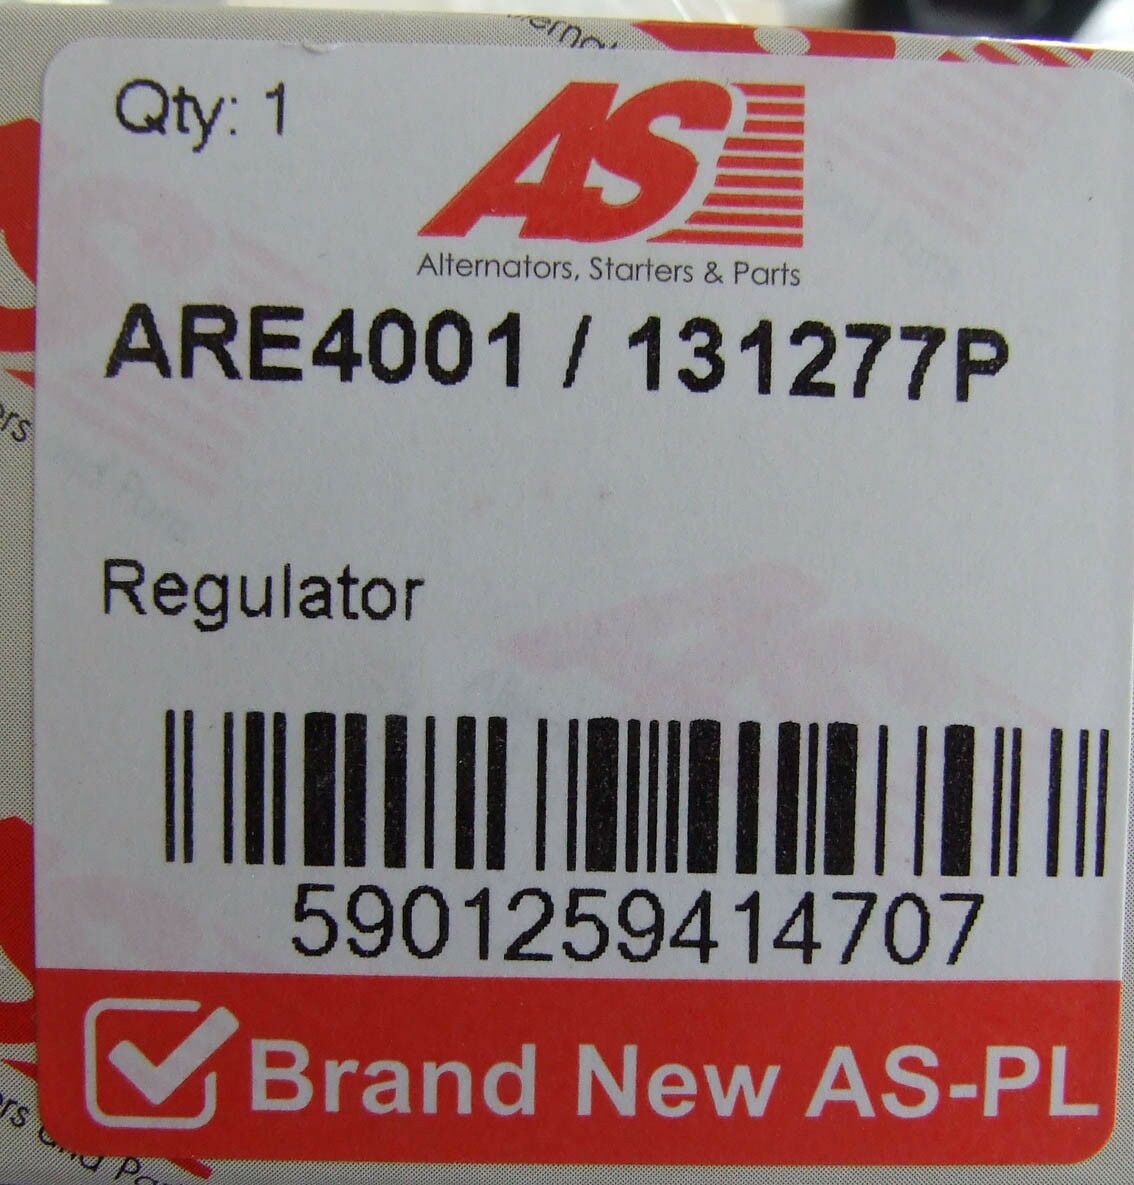 Qty: 1
AS
Alternators, Starters & Parts
ARE4001 / 131277P
Regulator
5901259414707
Brand New AS-PL